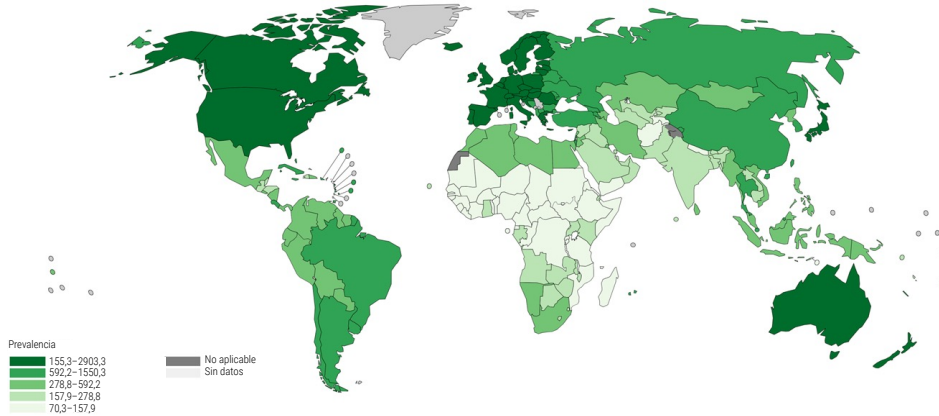 Prevalencia
155,3–2903,3
592,2–1550,3
278,8–592,2
157,9–278,8
70,3–157,9
No aplicable
Sin datos